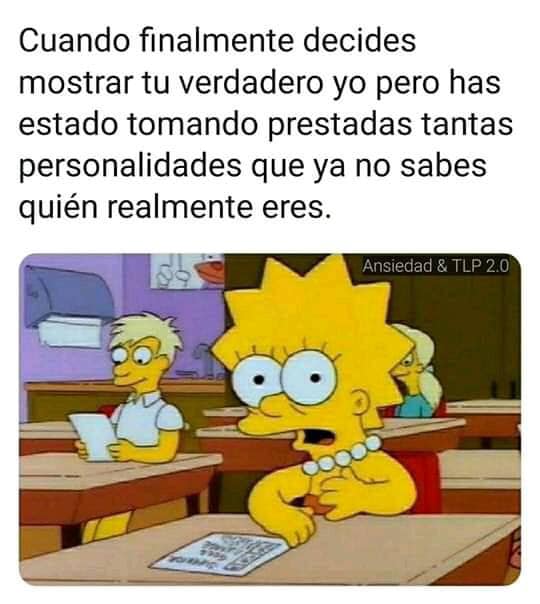 Cuando finalmente decides
mostrar tu verdadero yo pero has
estado tomando prestadas tantas
personalidades que ya no sabes
quién realmente eres.
Ansiedad & TLP 2.0